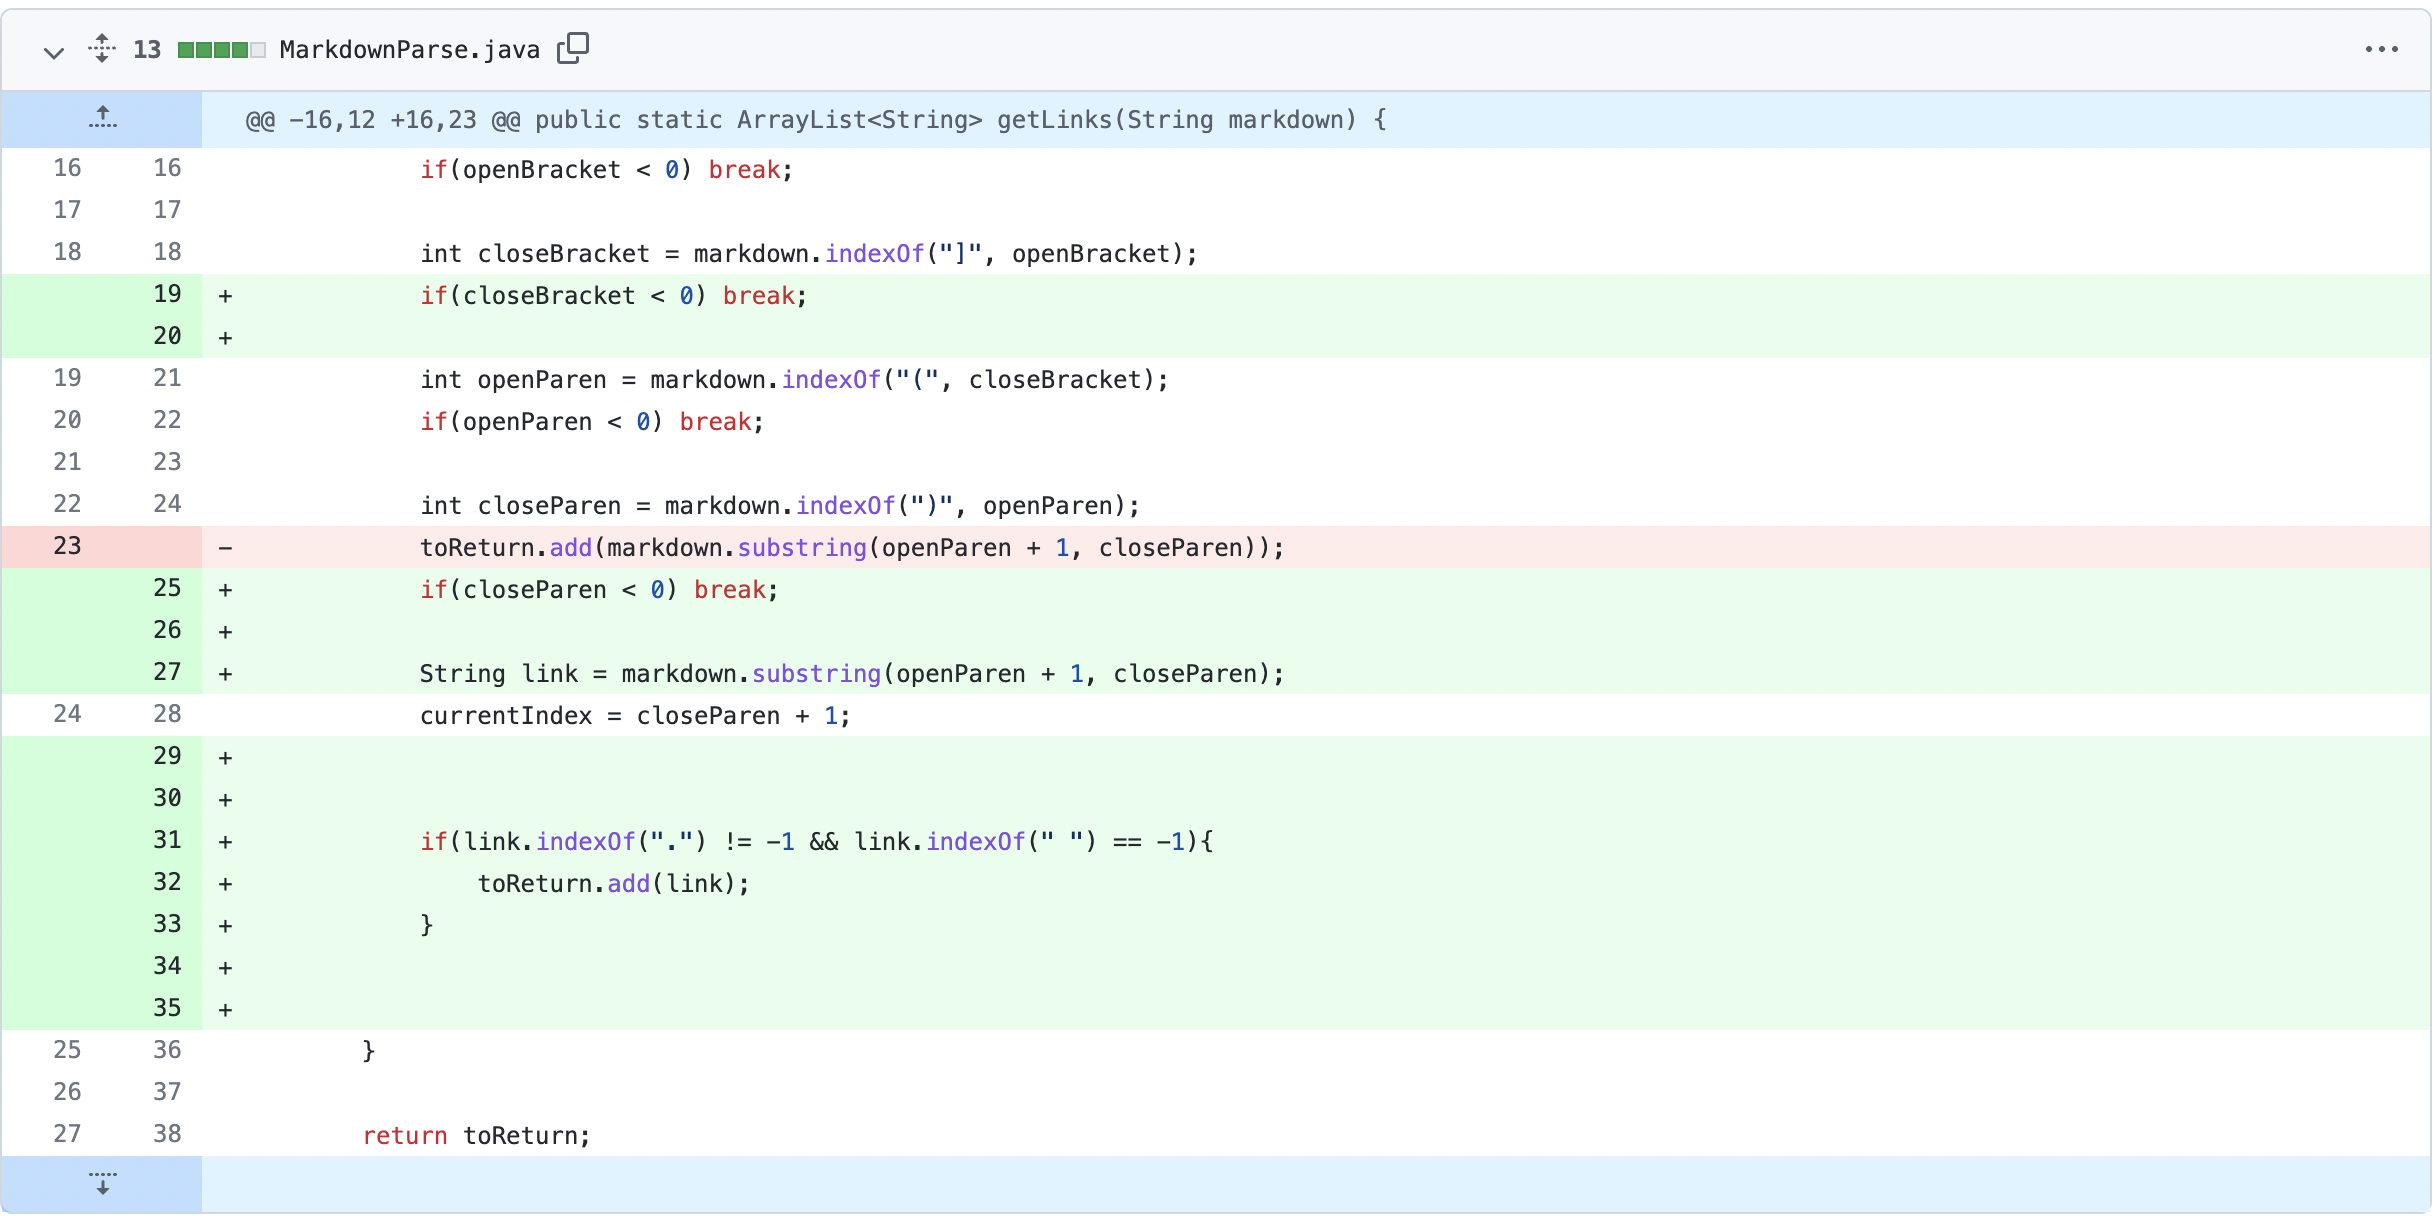 13 MarkdownParse.java
@@ -16,12 +16,23 @@ public static ArrayList<String> getLinks(String markdown) {
16 16 if(openBracket < 0) break;
17 17
18 18 int closeBracket = markdown.indexOf("]", openBracket);
19 + if(closeBracket < 0) break;
20 +
19 21 int openParen = markdown.indexOf("(", closeBracket);
20 22 if(openParen < 0) break;
21 23
22 24 int closeParen = markdown.indexOf(")", openParen);
23 - toReturn.add(markdown.substring(openParen + 1, closeParen));
25 + if(closeParen < 0) break;
26 +
27 + String link = markdown.substring(openParen + 1, closeParen);
24 28 currentIndex = closeParen + 1;
29 +
30 +
31 + if(link.indexOf(".") != -1 && link.indexOf(" ") == -1){
32 + toReturn.add(link);
33 + }
34 +
35 +
25 36 }
26 37
27 38 return toReturn;